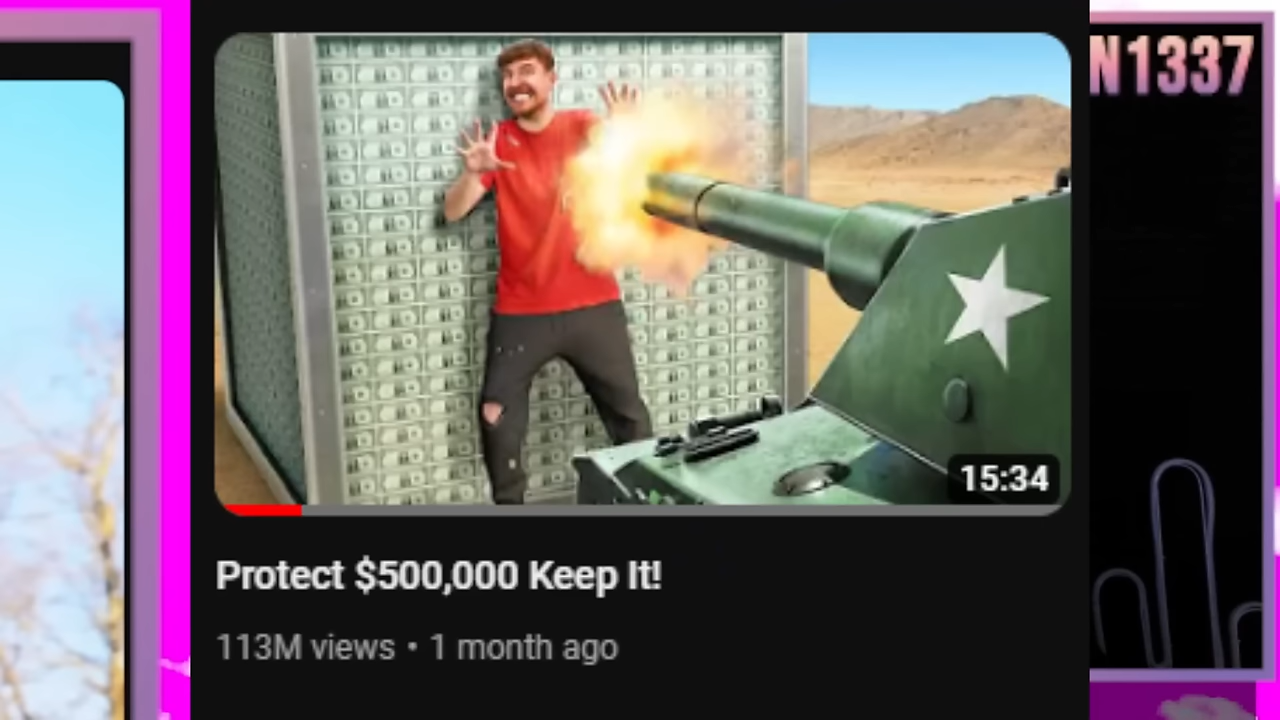 N1337
15:34
Protect $500,000 Keep It!
113M views • 1 month ago